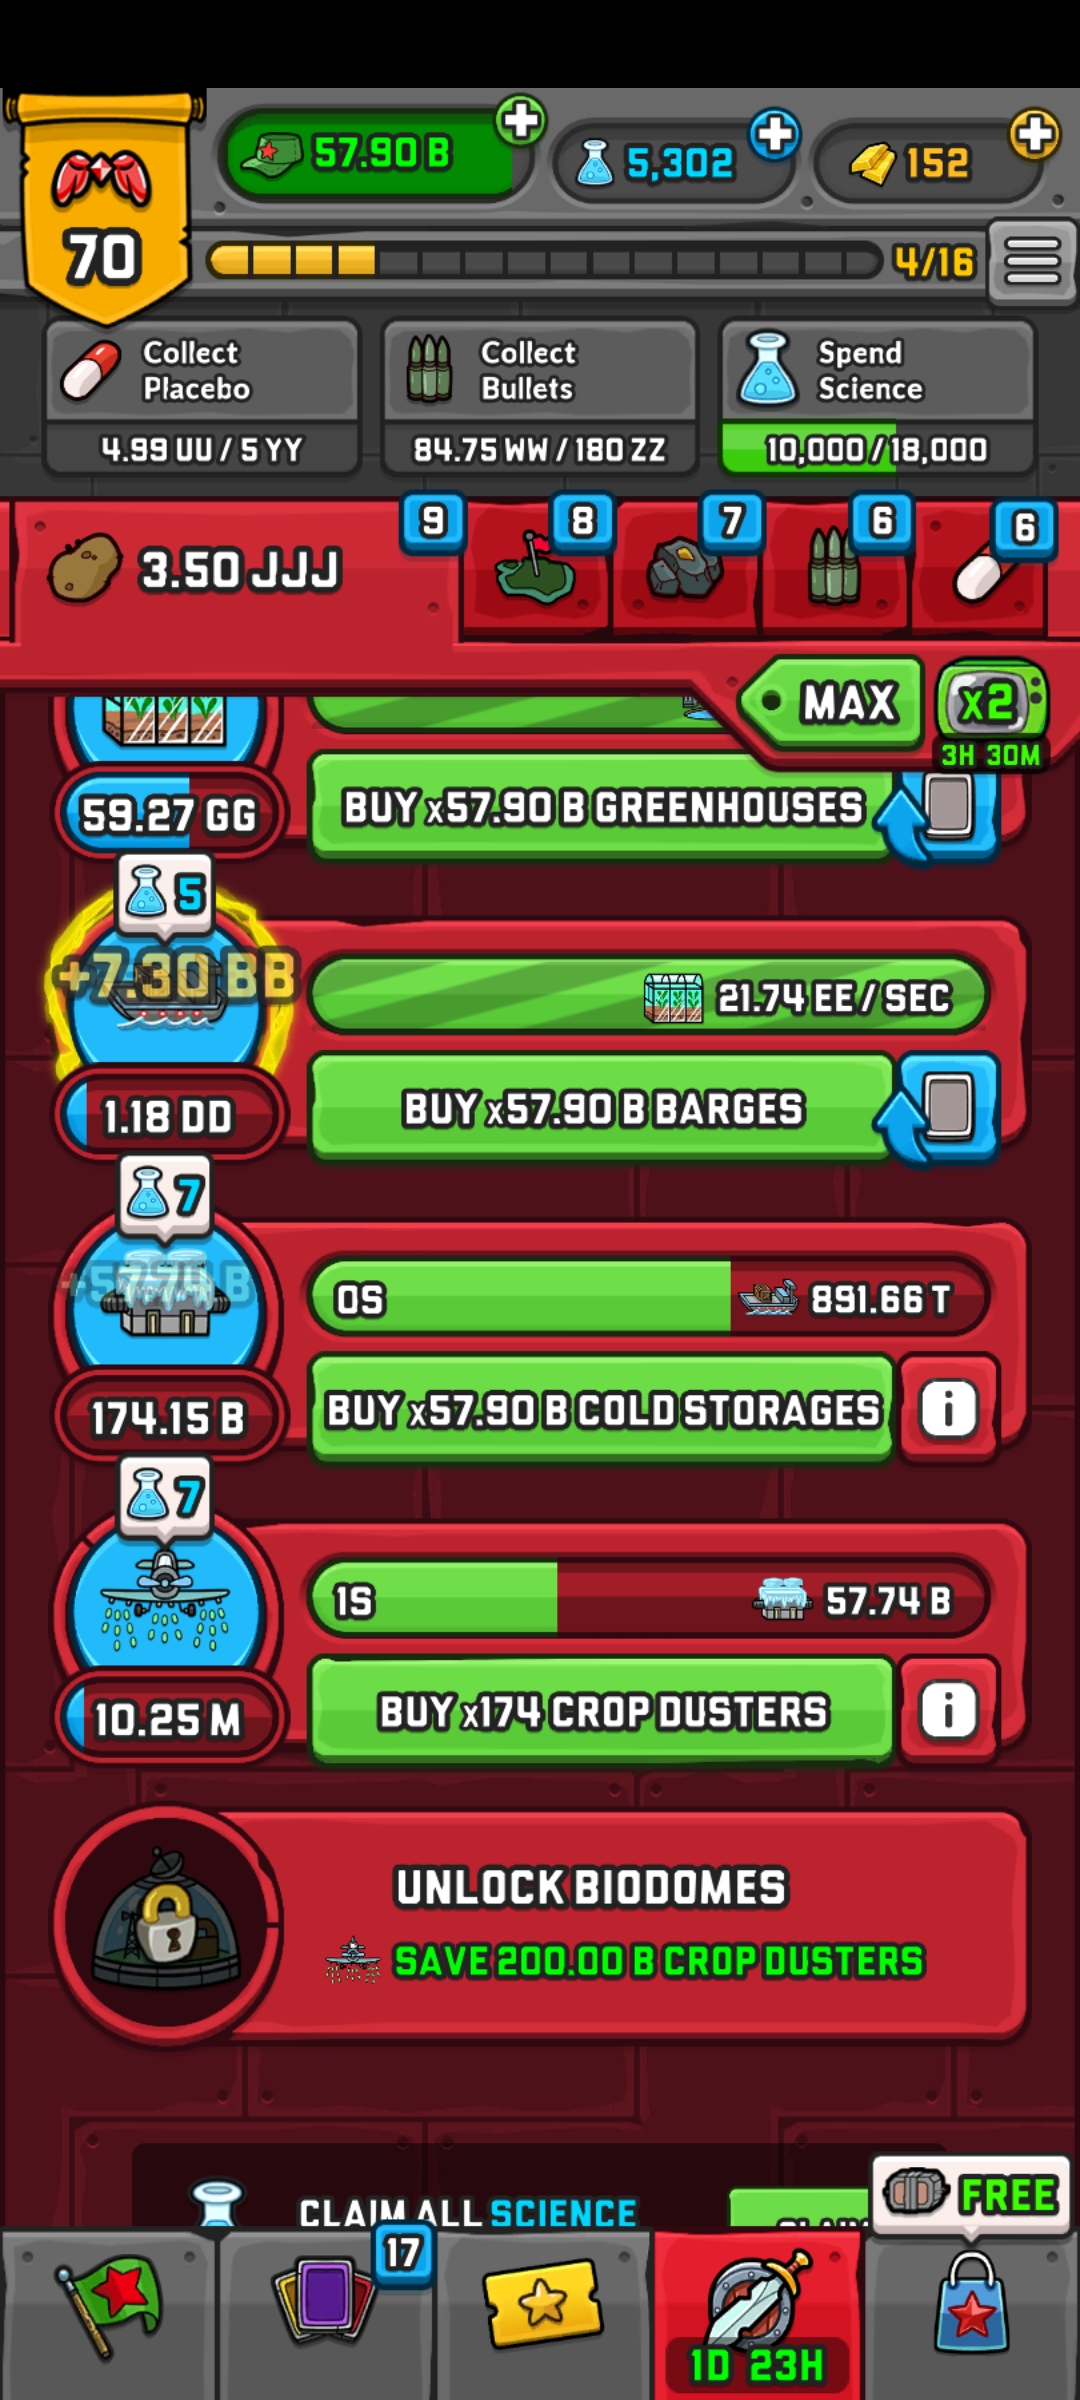 57.90 B
5,302
152
70
4/16
Collect
Placebo
4.99 UU / 5 YY
Collect
Bullets
84.75 WW / 180 ZZ
Spend
Science
10,000 / 18,000
3.50 JJJ
9
8
7
6
6
MAX
x2
3H 30M
59.27 GG
BUY x57.90 B GREENHOUSES
5
+7.30 BB
21.74 EE / SEC
1.18 DD
BUY x57.90 B BARGES
7
+57.74 B
0S
891.66 T
174.15 B
BUY x57.90 B COLD STORAGES
i
7
1S
57.74 B
10.25 M
BUY x174 CROP DUSTERS
i
UNLOCK BIODOMES
SAVE 200.00 B CROP DUSTERS
CLAIM ALL SCIENCE
FREE
17
1D 23H